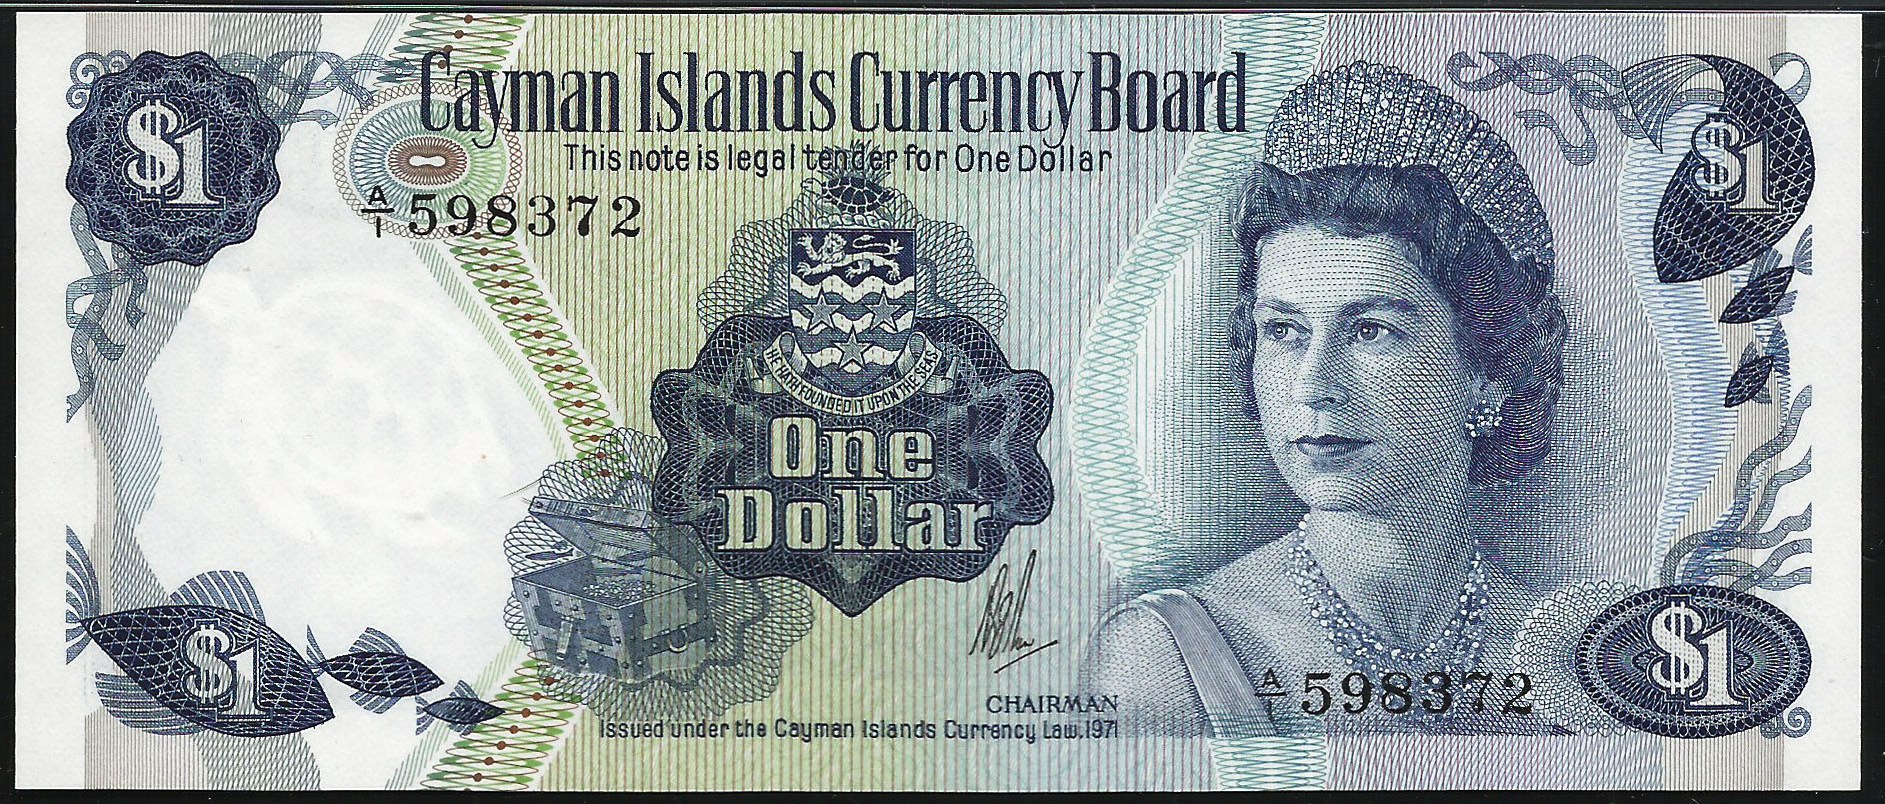 Cayman Islands Currency Board
This note is legal tender for One Dollar
$1
$1
A/1 598372
HE HATH FOUNDED IT UPON THE SEAS
One
Dollar
CHAIRMAN
A/1 598372
$1
$1
Issued under the Cayman Islands Currency Law, 1971